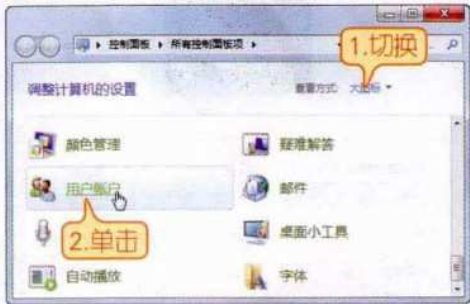 控制面板 ▸ 所有控制面板项 ▸
1.切换
调整计算机的设置
查看方式: 大图标
颜色管理
疑难解答
用户账户
邮件
2.单击
桌面小工具
自动播放
字体